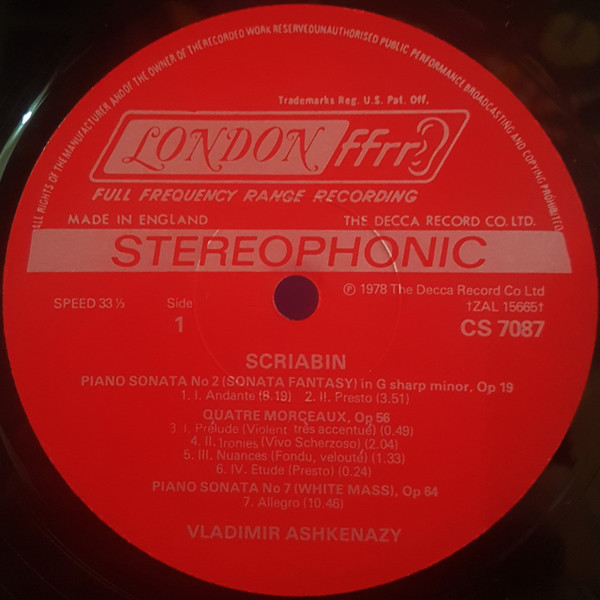 ALL RIGHTS OF THE MANUFACTURER AND OF THE OWNER OF THE RECORDED WORK RESERVED UNAUTHORISED PUBLIC PERFORMANCE BROADCASTING AND COPYING PROHIBITED
Trademarks Reg. U.S. Pat. Off.
LONDON ffrr
FULL FREQUENCY RANGE RECORDING
MADE IN ENGLAND THE DECCA RECORD CO. LTD.
STEREOPHONIC
SPEED 33⅓ Side ℗ 1978 The Decca Record Co Ltd
1 †ZAL 15665†
CS 7087
SCRIABIN
PIANO SONATA No 2 (SONATA FANTASY) in G sharp minor, Op 19
1. I. Andante (8.19) 2. II. Presto (3.51)
QUATRE MORCEAUX, Op 56
3. I. Prélude (Violent très accentué) (0.49)
4. II. Ironies (Vivo Scherzoso) (2.04)
5. III. Nuances (Fondu, velouté) (1.33)
6. IV. Etude (Presto) (0.24)
PIANO SONATA No 7 (WHITE MASS), Op 64
7. Allegro (10.46)
VLADIMIR ASHKENAZY